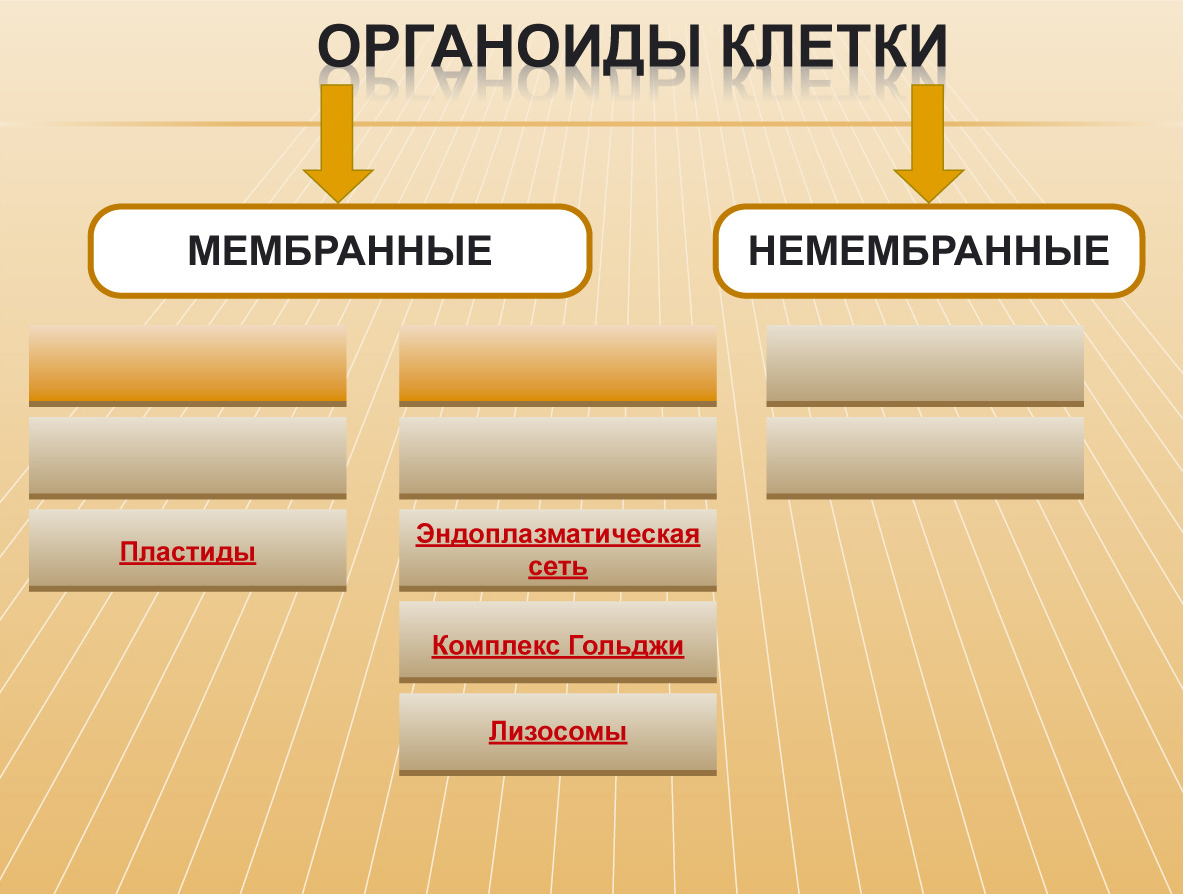 ОРГАНОИДЫ КЛЕТКИ
МЕМБРАННЫЕ
НЕМЕМБРАННЫЕ
Пластиды
Эндоплазматическая
сеть
Комплекс Гольджи
Лизосомы